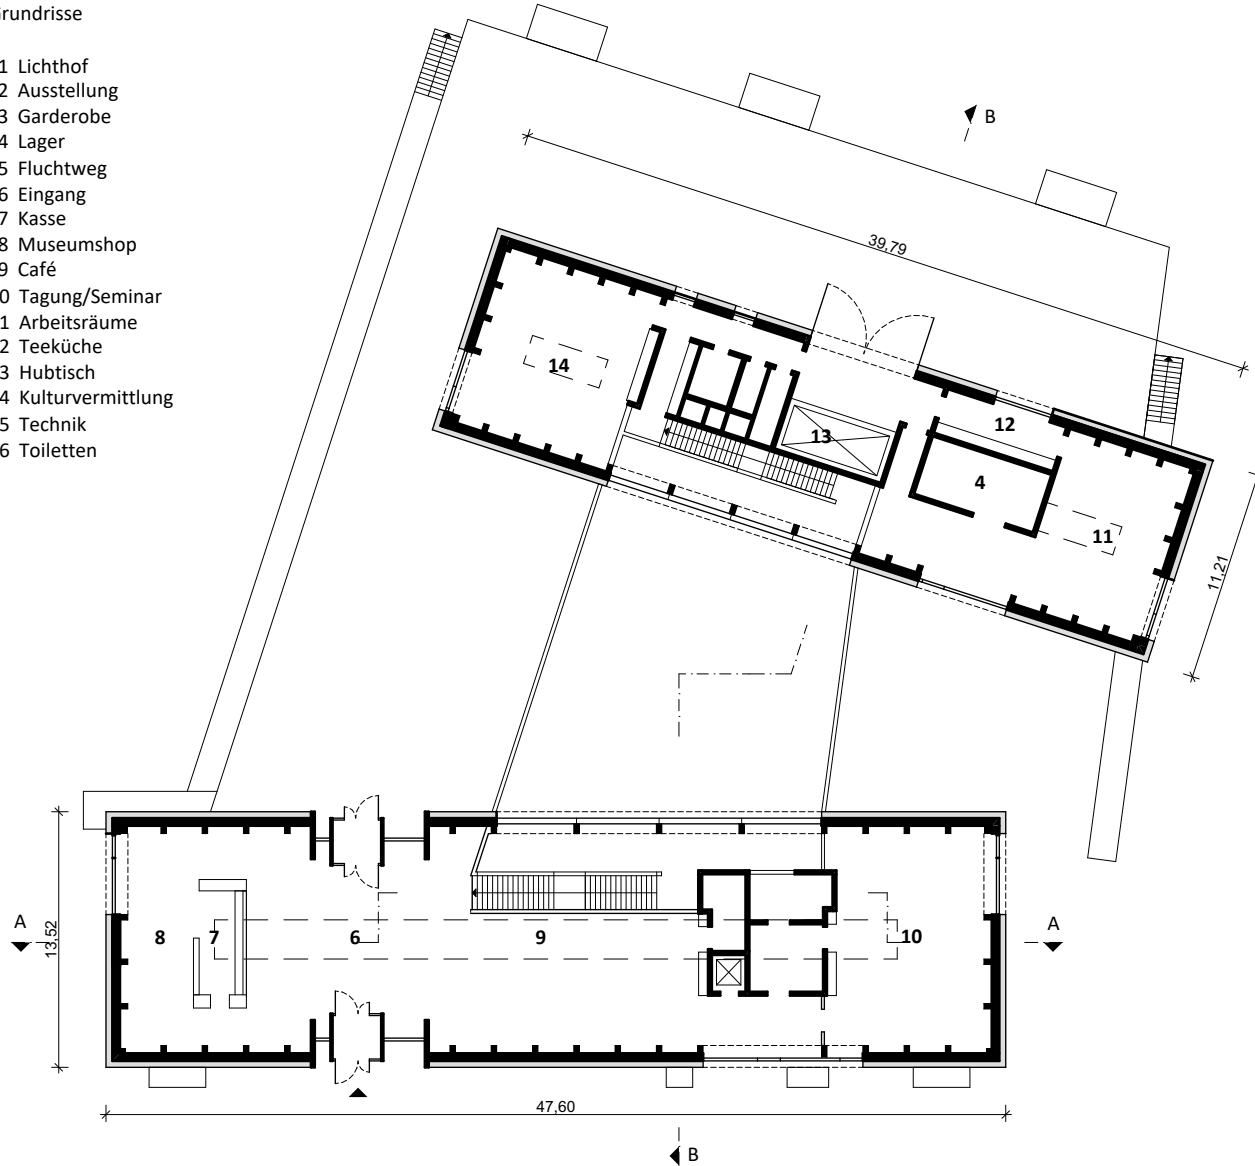 Grundrisse
1 Lichthof
2 Ausstellung
3 Garderobe
4 Lager
5 Fluchtweg
6 Eingang
7 Kasse
8 Museumshop
9 Café
0 Tagung/Seminar
1 Arbeitsräume
2 Teeküche
3 Hubtisch
4 Kulturvermittlung
5 Technik
6 Toiletten
B
39,79
14
13
12
4
11
11,21
A
13,52
8
7
6
9
10
A
47,60
B